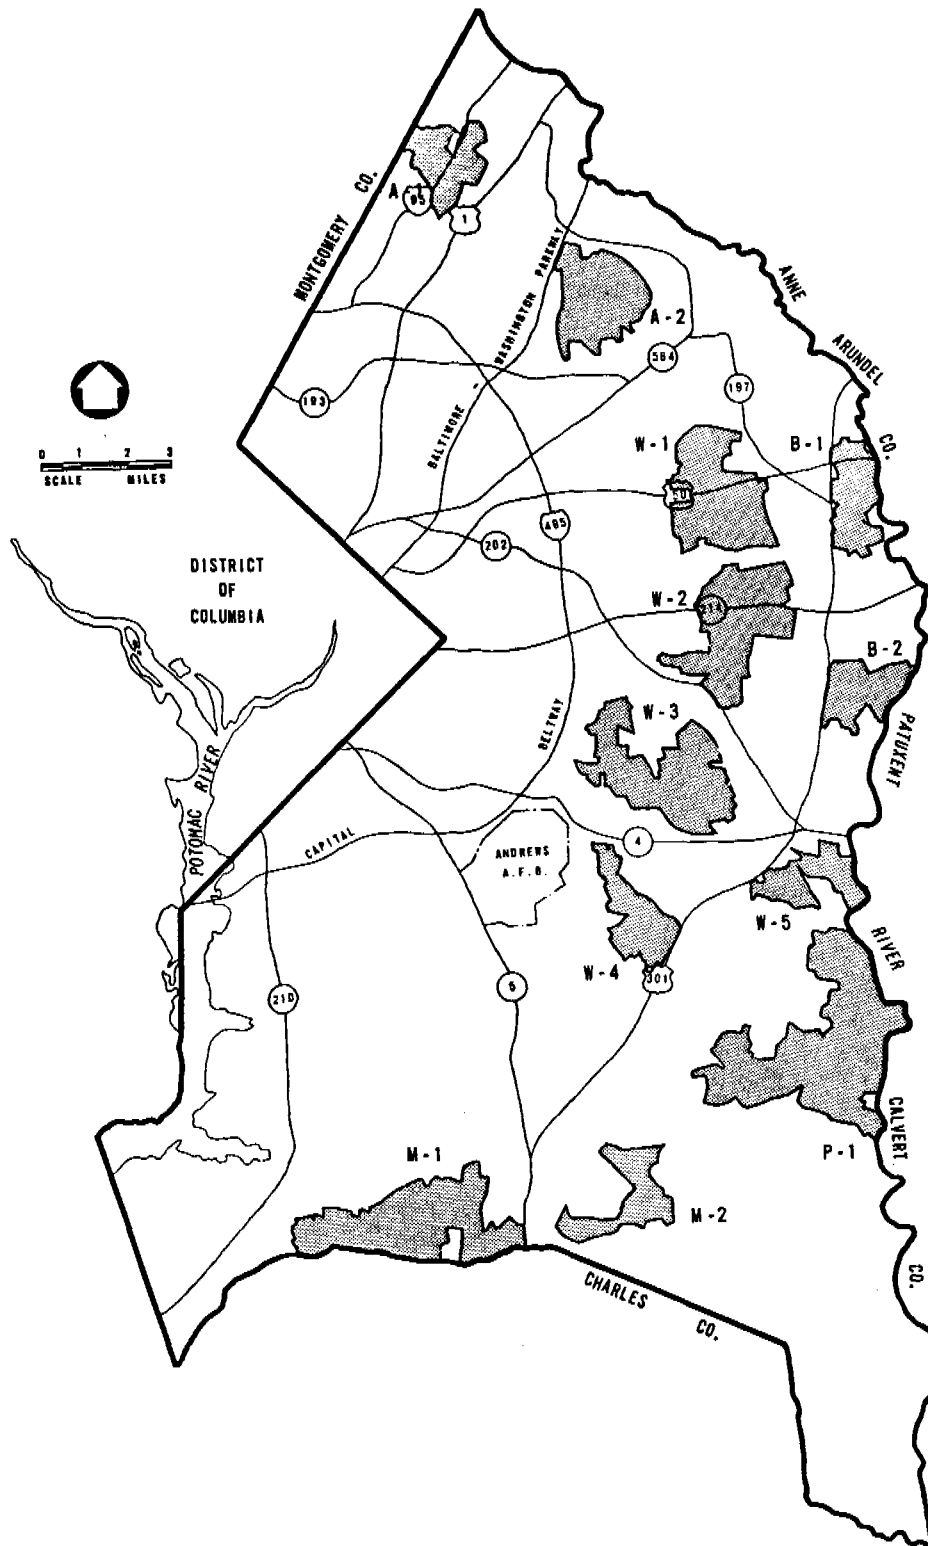 MONTGOMERY CO.
A-1
95
1
BALTIMORE - WASHINGTON PARKWAY
ANNE ARUNDEL CO.
A-2
564
193
197
W-1
B-1
50
0 1 2 3
SCALE MILES
495
202
DISTRICT
OF
COLUMBIA
W-2
214
B-2
W-3
PATUXENT RIVER
POTOMAC RIVER
CAPITAL BELTWAY
ANDREWS
A.F.B.
4
W-5
W-4
301
210
5
CALVERT CO.
P-1
M-1
M-2
CHARLES CO.